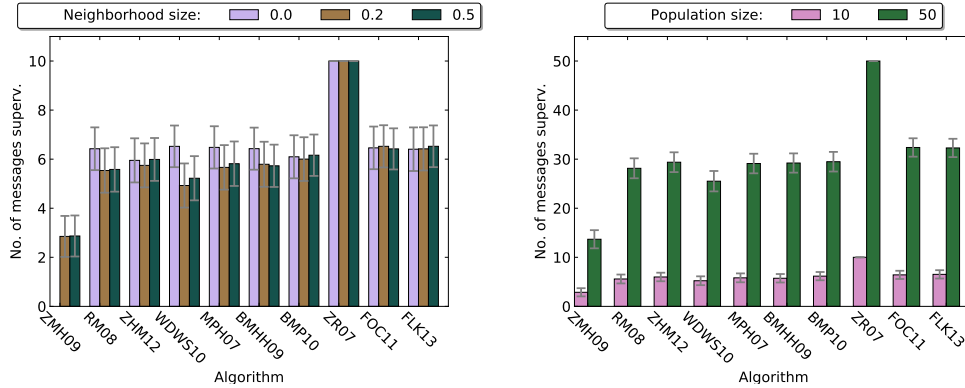 Neighborhood size: 0.0 0.2 0.5
No. of messages superv.
10
8
6
4
2
0
ZMH09 RM08 ZHM12 WDWS10 MPH07 BMHH09 BMP10 ZR07 FOC11 FLK13
Algorithm
Population size: 10 50
No. of messages superv.
50
40
30
20
10
0
ZMH09 RM08 ZHM12 WDWS10 MPH07 BMHH09 BMP10 ZR07 FOC11 FLK13
Algorithm